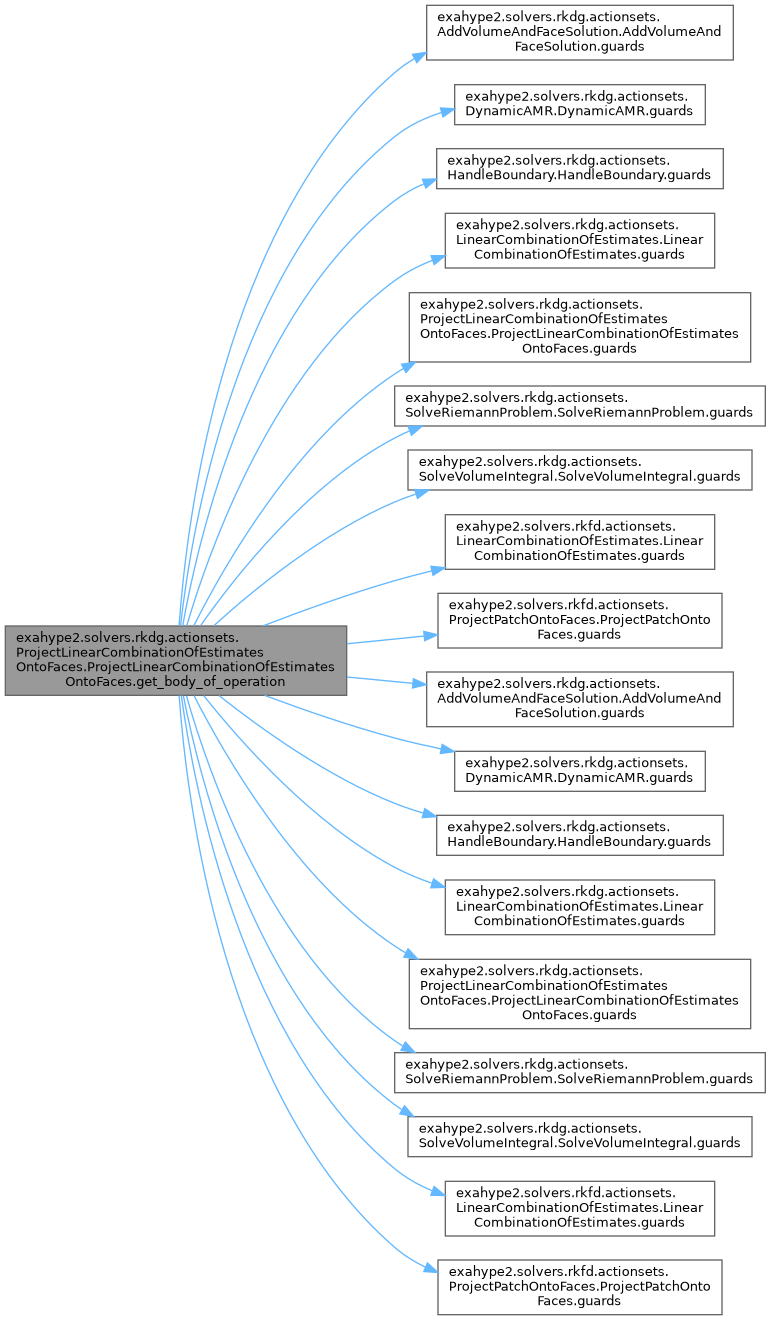 exahype2.solvers.rkdg.actionsets.
AddVolumeAndFaceSolution.AddVolumeAnd
FaceSolution.guards
exahype2.solvers.rkdg.actionsets.
DynamicAMR.DynamicAMR.guards
exahype2.solvers.rkdg.actionsets.
HandleBoundary.HandleBoundary.guards
exahype2.solvers.rkdg.actionsets.
LinearCombinationOfEstimates.Linear
CombinationOfEstimates.guards
exahype2.solvers.rkdg.actionsets.
ProjectLinearCombinationOfEstimates
OntoFaces.ProjectLinearCombinationOfEstimates
OntoFaces.guards
exahype2.solvers.rkdg.actionsets.
SolveRiemannProblem.SolveRiemannProblem.guards
exahype2.solvers.rkdg.actionsets.
SolveVolumeIntegral.SolveVolumeIntegral.guards
exahype2.solvers.rkfd.actionsets.
LinearCombinationOfEstimates.Linear
CombinationOfEstimates.guards
exahype2.solvers.rkfd.actionsets.
ProjectPatchOntoFaces.ProjectPatchOnto
Faces.guards
exahype2.solvers.rkdg.actionsets.
ProjectLinearCombinationOfEstimates
OntoFaces.ProjectLinearCombinationOfEstimates
OntoFaces.get_body_of_operation
exahype2.solvers.rkdg.actionsets.
AddVolumeAndFaceSolution.AddVolumeAnd
FaceSolution.guards
exahype2.solvers.rkdg.actionsets.
DynamicAMR.DynamicAMR.guards
exahype2.solvers.rkdg.actionsets.
HandleBoundary.HandleBoundary.guards
exahype2.solvers.rkdg.actionsets.
LinearCombinationOfEstimates.Linear
CombinationOfEstimates.guards
exahype2.solvers.rkdg.actionsets.
ProjectLinearCombinationOfEstimates
OntoFaces.ProjectLinearCombinationOfEstimates
OntoFaces.guards
exahype2.solvers.rkdg.actionsets.
SolveRiemannProblem.SolveRiemannProblem.guards
exahype2.solvers.rkdg.actionsets.
SolveVolumeIntegral.SolveVolumeIntegral.guards
exahype2.solvers.rkfd.actionsets.
LinearCombinationOfEstimates.Linear
CombinationOfEstimates.guards
exahype2.solvers.rkfd.actionsets.
ProjectPatchOntoFaces.ProjectPatchOnto
Faces.guards